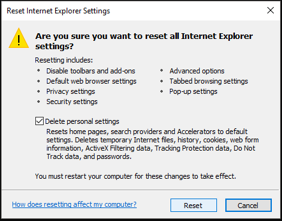 Reset Internet Explorer Settings
Are you sure you want to reset all Internet Explorer
settings?
Resetting includes:
• Disable toolbars and add-ons
• Default web browser settings
• Privacy settings
• Security settings
• Advanced options
• Tabbed browsing settings
• Pop-up settings
Delete personal settings
Resets home pages, search providers and Accelerators to default
settings. Deletes temporary Internet files, history, cookies, web form
information, ActiveX Filtering data, Tracking Protection data, Do Not
Track data, and passwords.
You must restart your computer for these changes to take effect.
How does resetting affect my computer?
Reset
Cancel